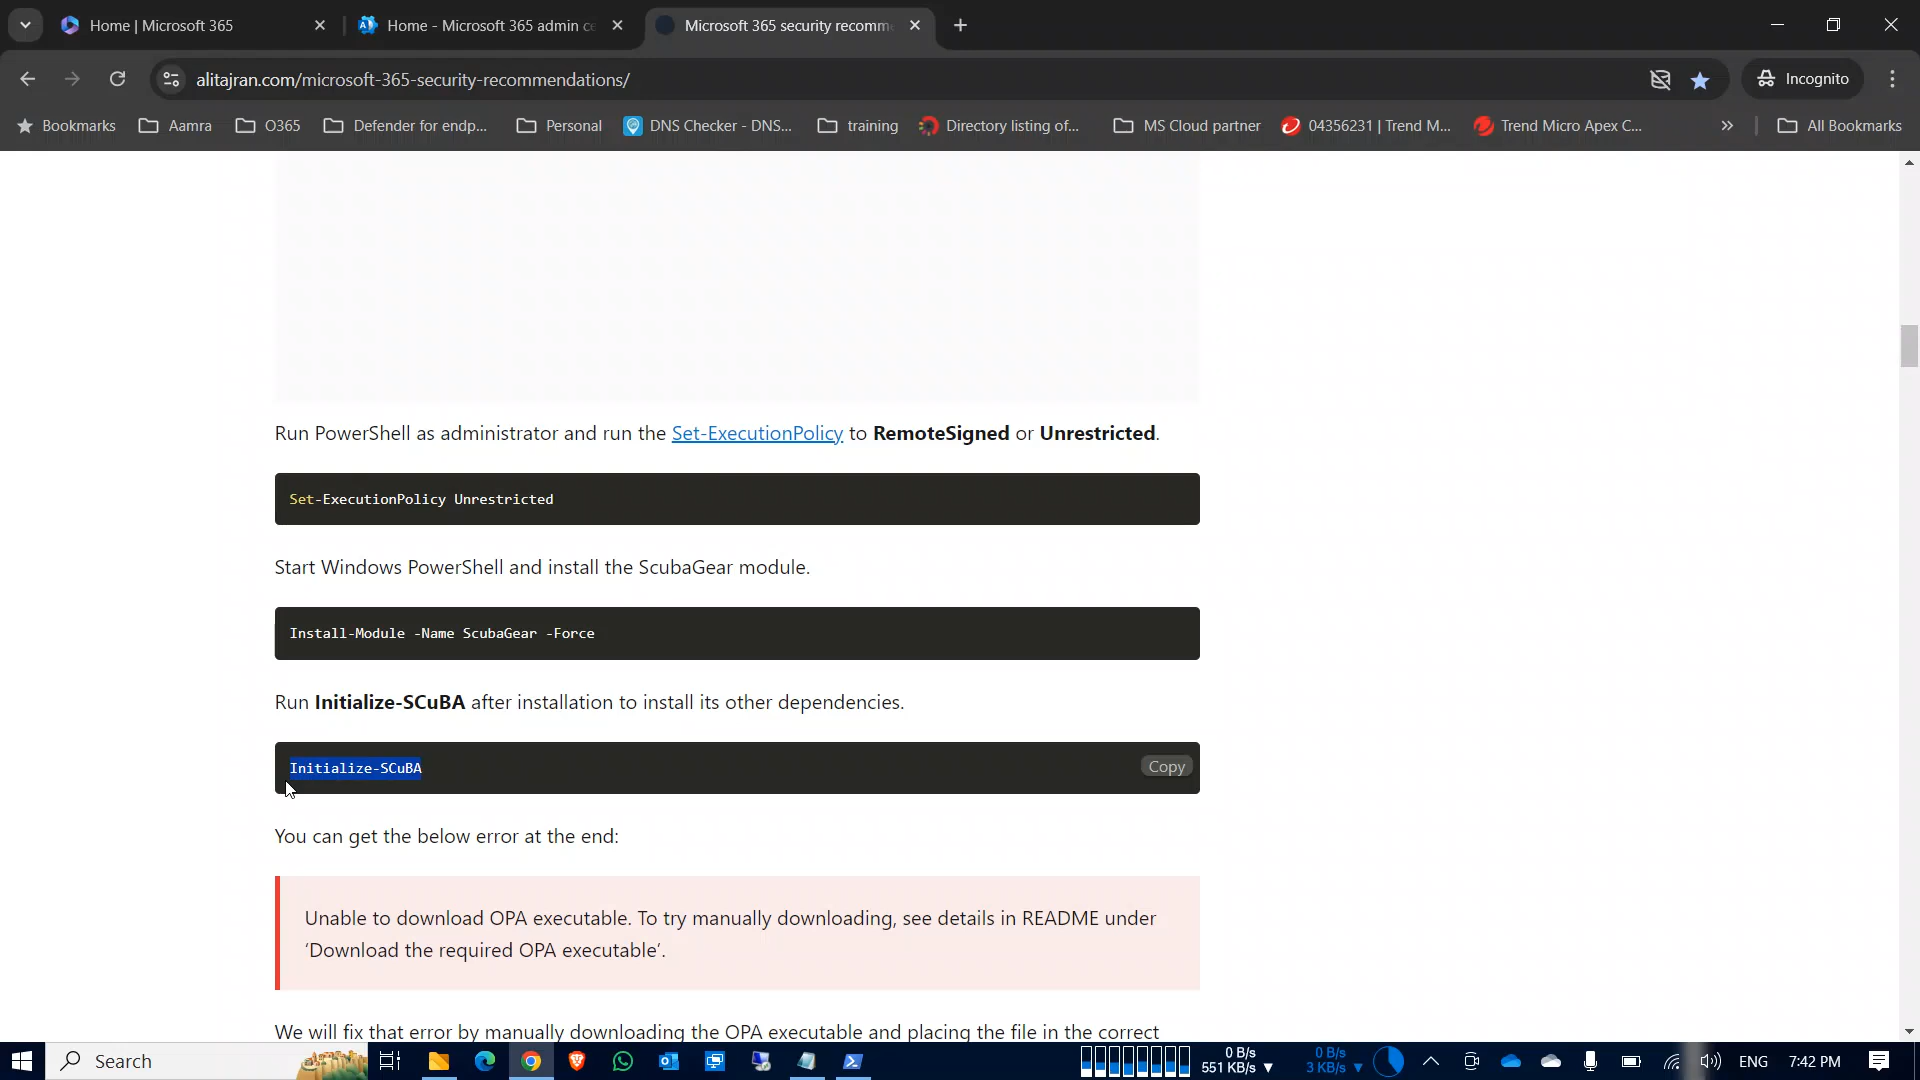 Home | Microsoft 365
Home - Microsoft 365 admin ce
Microsoft 365 security recomm
alitajran.com/microsoft-365-security-recommendations/
Incognito
Bookmarks
Aamra
O365
Defender for endp...
Personal
DNS Checker - DNS...
training
Directory listing of...
MS Cloud partner
04356231 | Trend M...
Trend Micro Apex C...
All Bookmarks
Run PowerShell as administrator and run the Set-ExecutionPolicy to RemoteSigned or Unrestricted.
Set-ExecutionPolicy Unrestricted
Start Windows PowerShell and install the ScubaGear module.
Install-Module -Name ScubaGear -Force
Run Initialize-SCuBA after installation to install its other dependencies.
Initialize-SCuBA
Copy
You can get the below error at the end:
Unable to download OPA executable. To try manually downloading, see details in README under
‘Download the required OPA executable’.
We will fix that error by manually downloading the OPA executable and placing the file in the correct
Search
0 B/s
551 KB/s
0 B/s
3 KB/s
ENG
7:42 PM